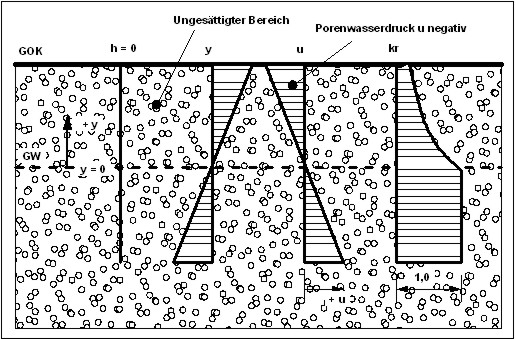 Ungesättigter Bereich
Porenwasserdruck u negativ
GOK h = 0 y u kr
+ y
GW y = 0
1,0
+ u